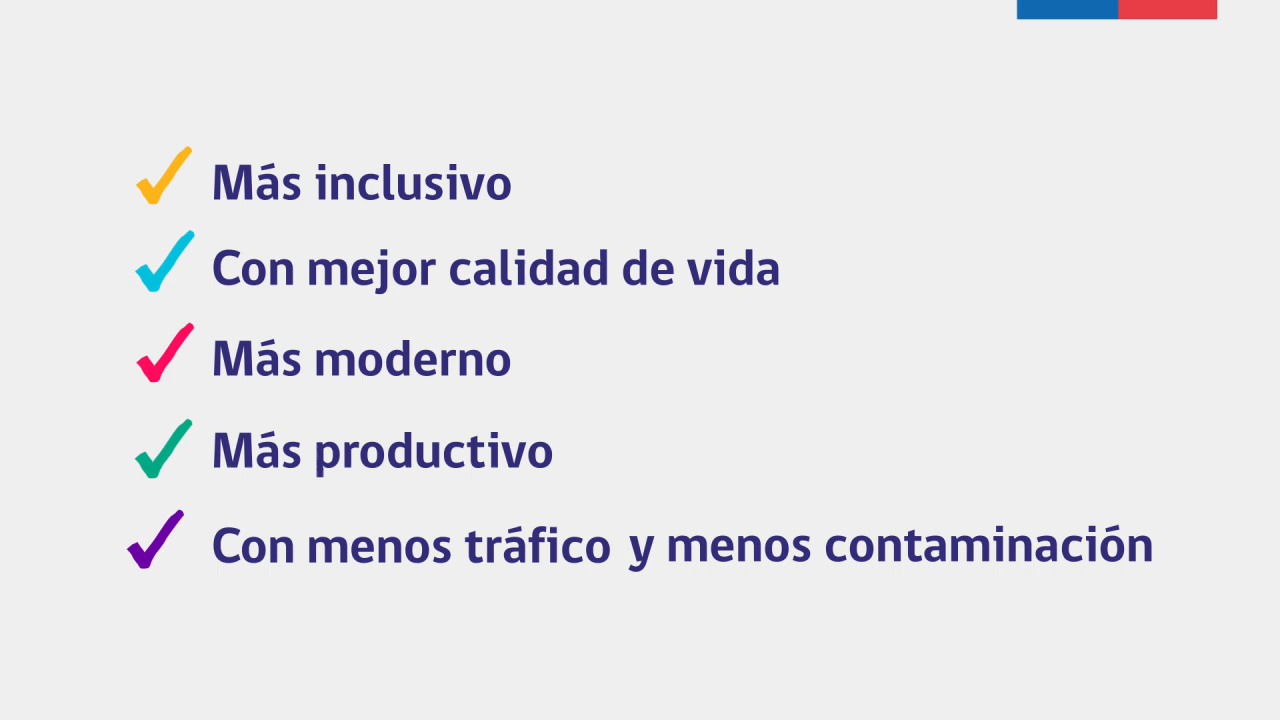 Más inclusivo
Con mejor calidad de vida
Más moderno
Más productivo
Con menos tráfico y menos contaminación